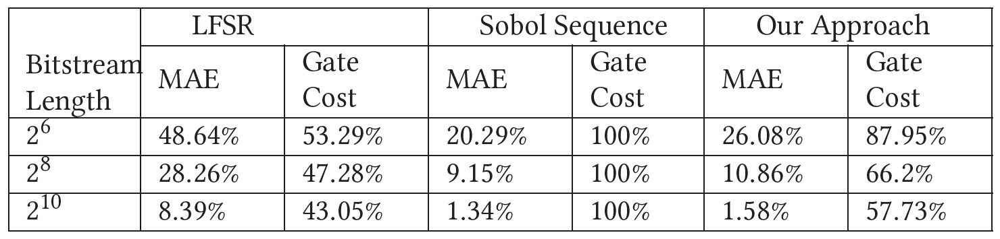 LFSR Sobol Sequence Our Approach
Bitstream Length MAE Gate Cost MAE Gate Cost MAE Gate Cost
2^6 48.64% 53.29% 20.29% 100% 26.08% 87.95%
2^8 28.26% 47.28% 9.15% 100% 10.86% 66.2%
2^10 8.39% 43.05% 1.34% 100% 1.58% 57.73%